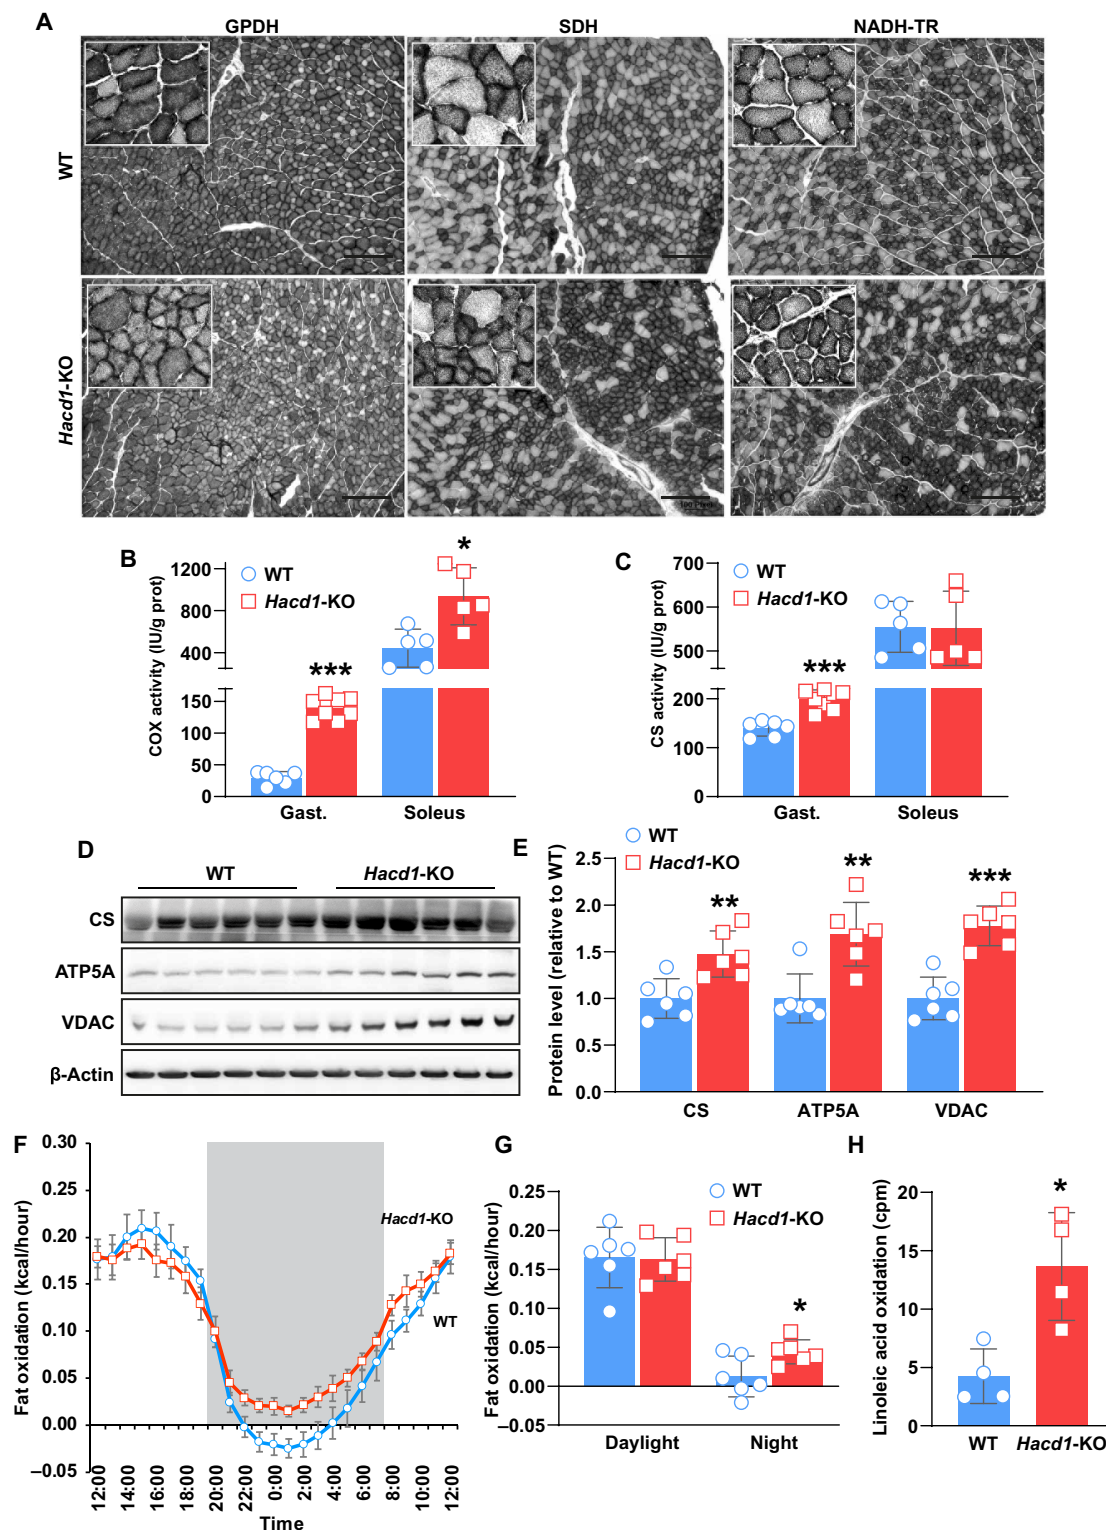 A
GPDH
SDH
NADH-TR
WT
Hacd1-KO
B
WT
Hacd1-KO
COX activity (IU/g prot)
1200
800
400
150
100
50
0
***
*
Gast.
Soleus
C
WT
Hacd1-KO
CS activity (IU/g prot)
700
600
500
200
100
0
***
Gast.
Soleus
D
WT
Hacd1-KO
CS
ATP5A
VDAC
β-Actin
E
WT
Hacd1-KO
Protein level (relative to WT)
2.5
2.0
1.5
1.0
0.5
0.0
**
**
***
CS
ATP5A
VDAC
F
Fat oxidation (kcal/hour)
0.30
0.25
0.20
0.15
0.10
0.05
0.00
–0.05
Hacd1-KO
WT
12:00
14:00
16:00
18:00
20:00
22:00
0:00
2:00
4:00
6:00
8:00
10:00
12:00
Time
G
WT
Hacd1-KO
Fat oxidation (kcal/hour)
0.25
0.20
0.15
0.10
0.05
0.00
–0.05
*
Daylight
Night
H
Linoleic acid oxidation (cpm)
20
15
10
5
0
*
WT
Hacd1-KO